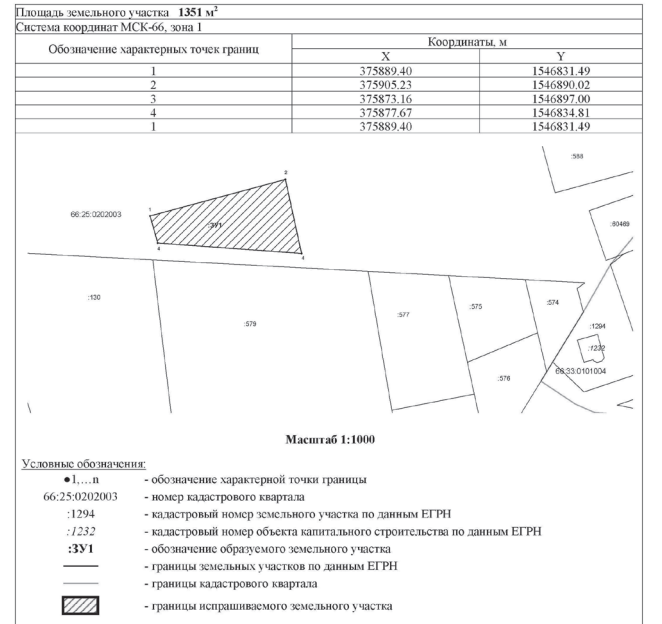 Площадь земельного участка 1351 м²
Система координат МСК-66, зона 1
Обозначение характерных точек границ
Координаты, м
X Y
1 375889.40 1546831.49
2 375905.23 1546890.02
3 375873.16 1546897.00
4 375877.67 1546834.81
1 375889.40 1546831.49
:588
2
66:25:0202003
1
:60469
:ЗУ1
4
4
:130
:579
:577
:575
:574
:1294
:1232
:576
66:33:0101004
Масштаб 1:1000
Условные обозначения:
●1,…n - обозначение характерной точки границы
66:25:0202003 - номер кадастрового квартала
:1294 - кадастровый номер земельного участка по данным ЕГРН
:1232 - кадастровый номер объекта капитального строительства по данным ЕГРН
:ЗУ1 - обозначение образуемого земельного участка
- границы земельных участков по данным ЕГРН
- границы кадастрового квартала
- границы испрашиваемого земельного участка